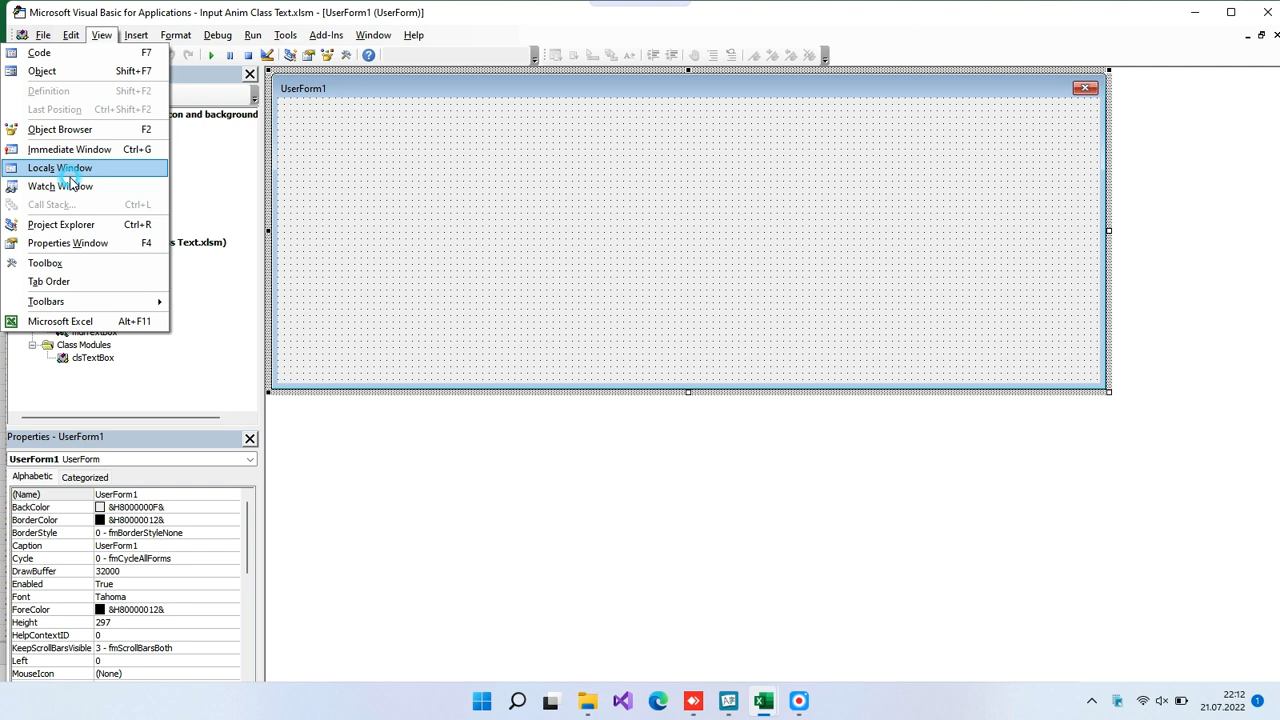 Microsoft Visual Basic for Applications - Input Anim Class Text.xlsm - [UserForm1 (UserForm)]
File Edit View Insert Format Debug Run Tools Add-Ins Window Help
Code F7
Object Shift+F7
Definition Shift+F2
Last Position Ctrl+Shift+F2
con and background
Object Browser F2
Immediate Window Ctrl+G
Locals Window
Watch Window
Call Stack... Ctrl+L
Project Explorer Ctrl+R
Properties Window F4
s Text.xlsm)
Toolbox
Tab Order
Toolbars
Microsoft Excel Alt+F11
Class Modules
clsTextBox
UserForm1
Properties - UserForm1
UserForm1 UserForm
Alphabetic Categorized
(Name) UserForm1
BackColor &H8000000F&
BorderColor &H80000012&
BorderStyle 0 - fmBorderStyleNone
Caption UserForm1
Cycle 0 - fmCycleAllForms
DrawBuffer 32000
Enabled True
Font Tahoma
ForeColor &H80000012&
Height 297
HelpContextID 0
KeepScrollBarsVisible 3 - fmScrollBarsBoth
Left 0
MouseIcon (None)
22:12
21.07.2022
1